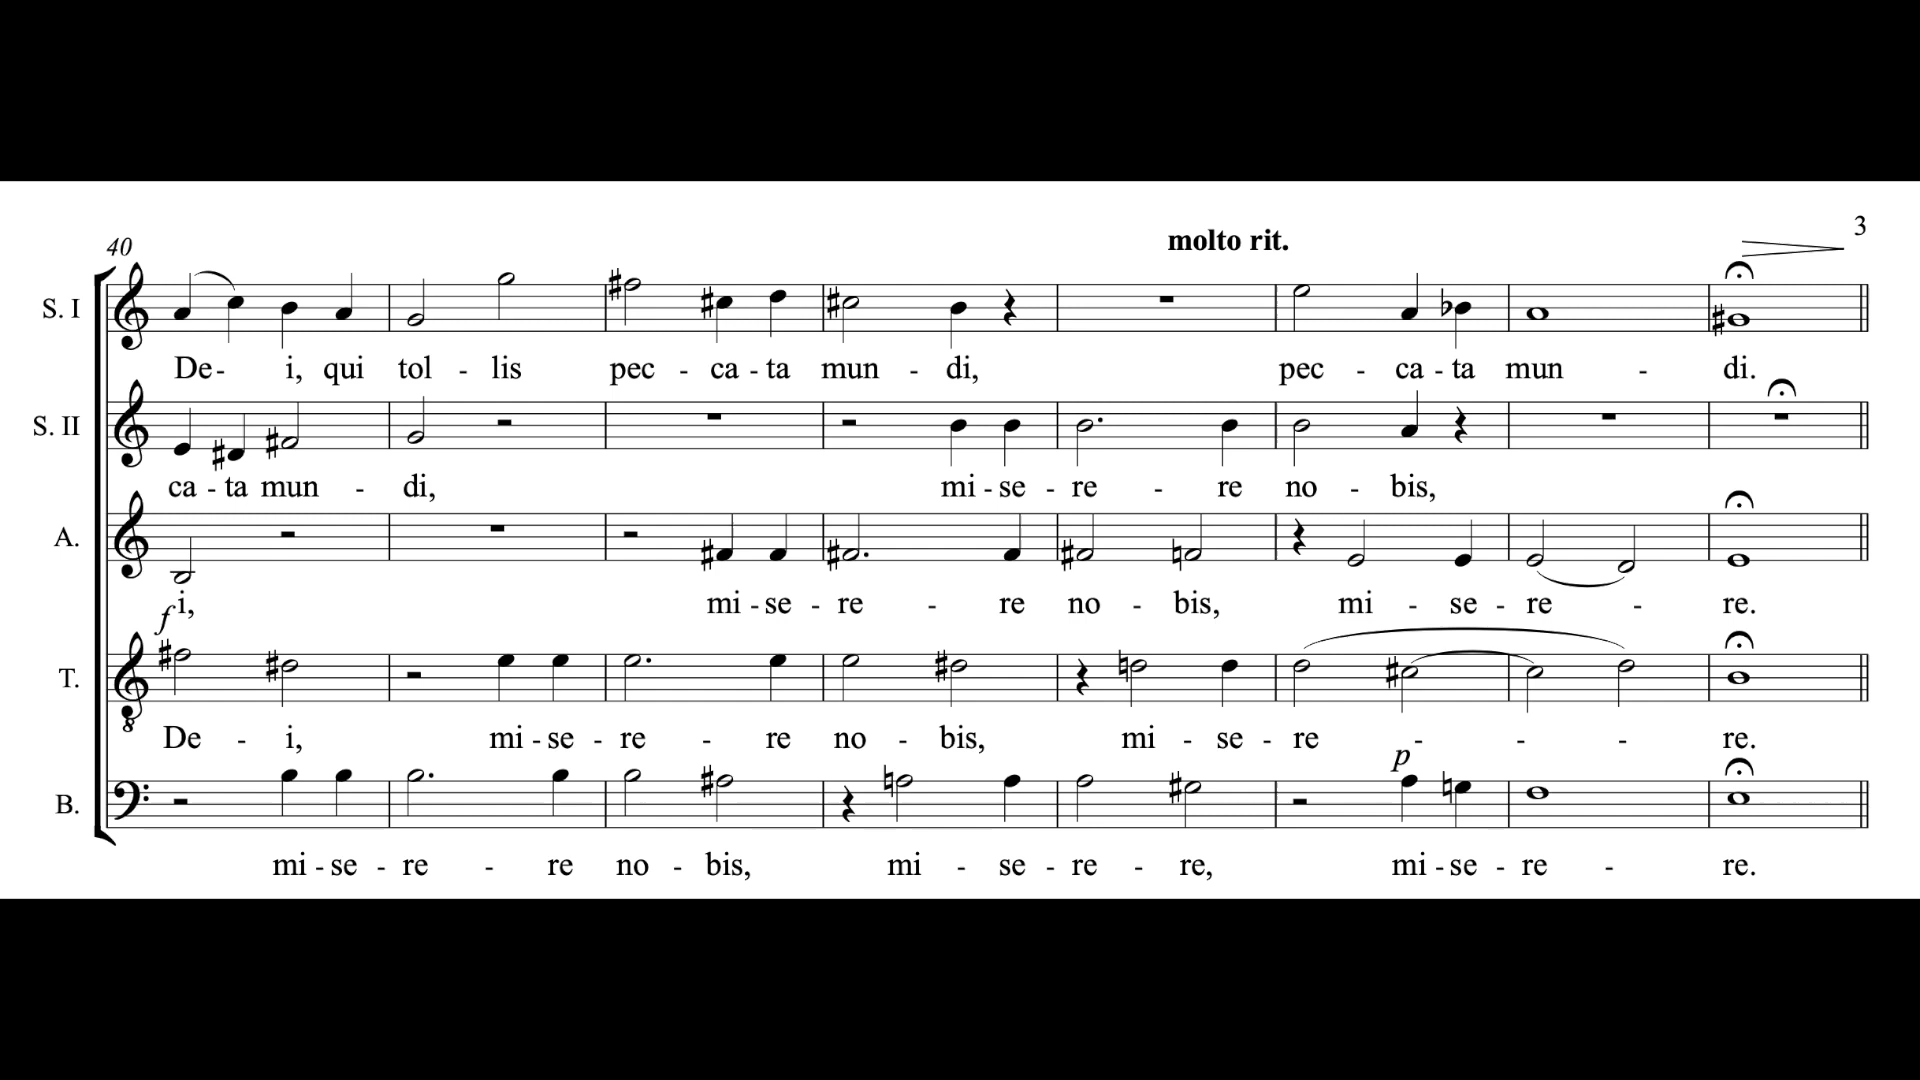 3
molto rit.
40
S. I
De- i, qui tol - lis pec - ca - ta mun - di, pec - ca - ta mun - di.
S. II
ca - ta mun - di, mi - se - re - re no - bis,
A.
i, mi - se - re - re no - bis, mi - se - re - re.
f
T.
De - i, mi - se - re - re no - bis, mi - se - re - - - re.
p
B.
mi - se - re - re no - bis, mi - se - re - re, mi - se - re - re.